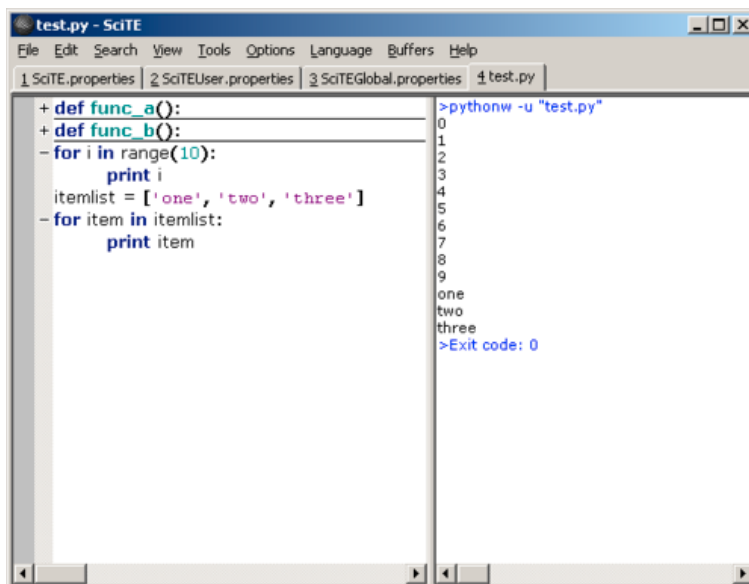 test.py - SciTE
File Edit Search View Tools Options Language Buffers Help
1 SciTE.properties 2 SciTEUser.properties 3 SciTEGlobal.properties 4 test.py
def func_a():
def func_b():
for i in range(10):
print i
itemlist = ['one', 'two', 'three']
for item in itemlist:
print item
>pythonw -u "test.py"
0
1
2
3
4
5
6
7
8
9
one
two
three
>Exit code: 0